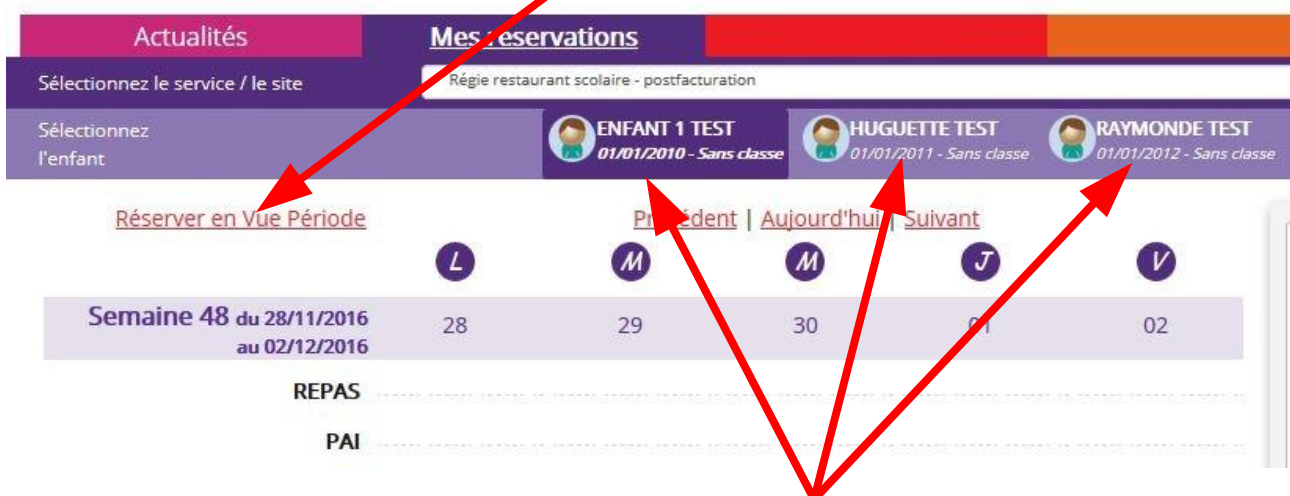 Actualités
Mes réservations
Sélectionnez le service / le site
Régie restaurant scolaire - postfacturation
Sélectionnez
l'enfant
ENFANT 1 TEST
01/01/2010 - Sans classe
HUGUETTE TEST
01/01/2011 - Sans classe
RAYMONDE TEST
01/01/2012 - Sans classe
Réserver en Vue Période
Précédent | Aujourd'hui | Suivant
L M M J V
Semaine 48 du 28/11/2016
au 02/12/2016
28 29 30 01 02
REPAS
PAI